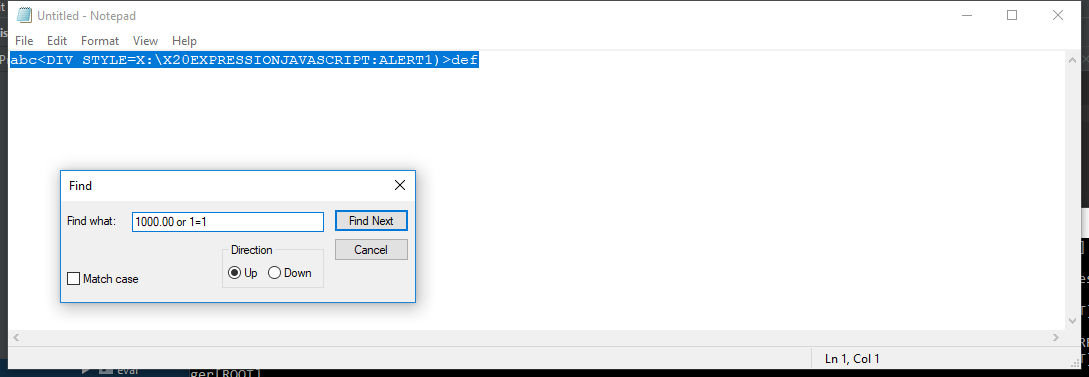 Untitled - Notepad
File Edit Format View Help
abc<DIV STYLE=X:\X20EXPRESSIONJAVASCRIPT:ALERT1)>def
Find
Find what: 1000.00 or 1=1 Find Next
Direction Cancel
Up Down
Match case
Ln 1, Col 1
eval
ger[ROOT]